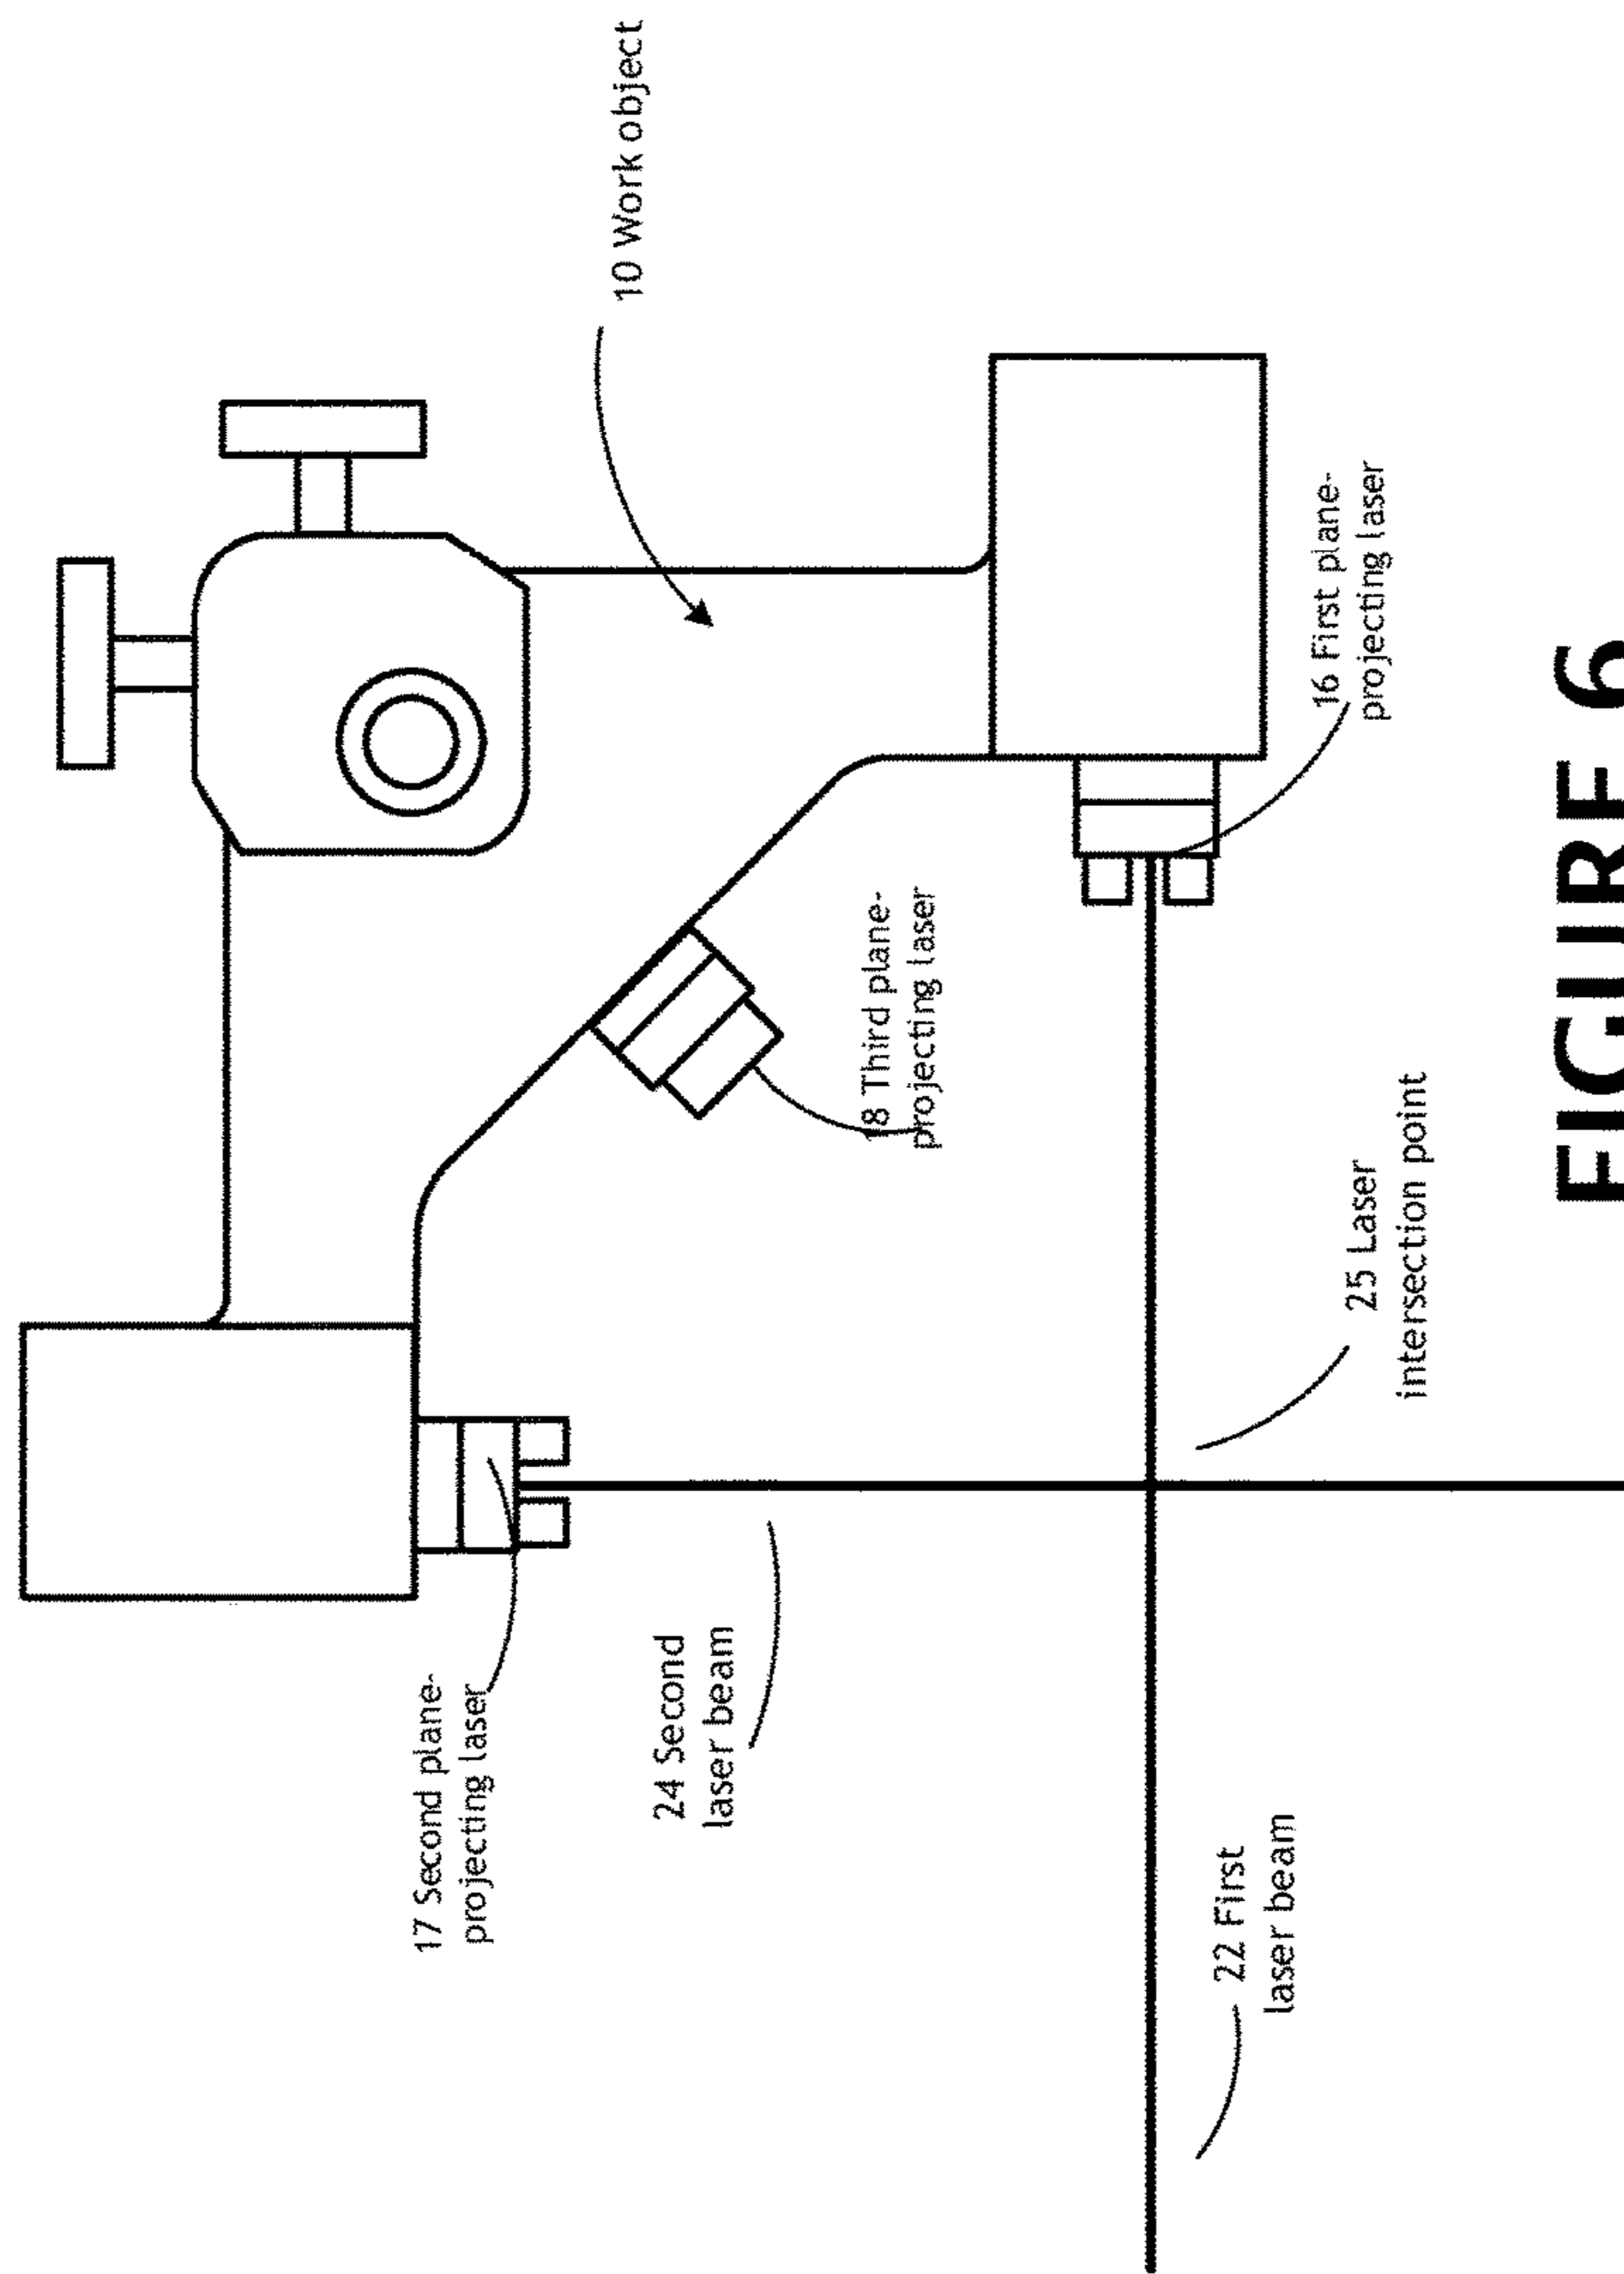 10 Work object
16 First plane-
projecting laser
18 Third plane-
projecting laser
25 Laser
intersection point
17 Second plane-
projecting laser
24 Second
laser beam
22 First
laser beam
FIGURE 6